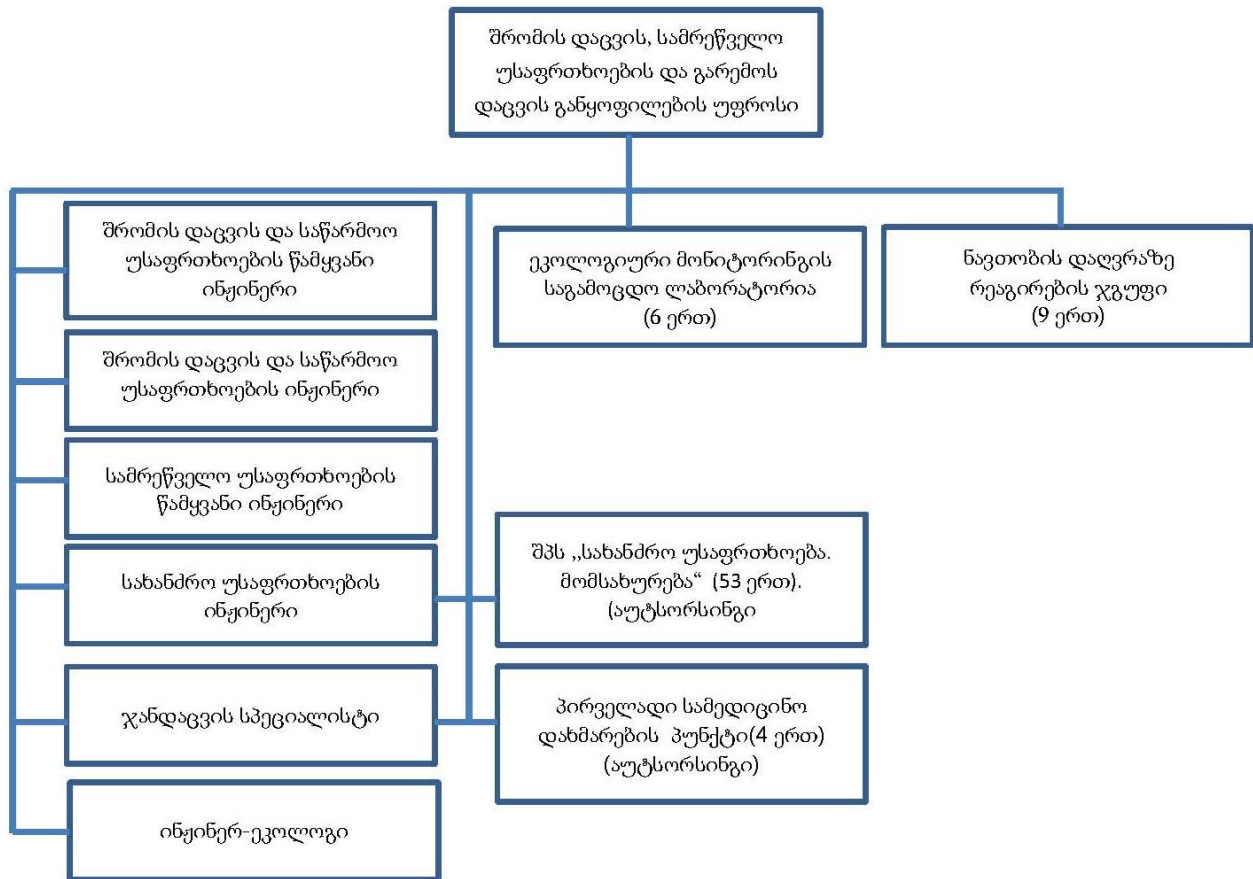 შრომის დაცვის, სამრეწველო
უსაფრთხოების და გარემოს
დაცვის განყოფილების უფროსი
შრომის დაცვის და საწარმოო
უსაფრთხოების წამყვანი
ინჟინერი
ეკოლოგიური მონიტორინგის
საგამოცდო ლაბორატორია
(6 ერთ)
ნავთობის დაღვრაზე
რეაგირების ჯგუფი
(9 ერთ)
შრომის დაცვის და საწარმოო
უსაფრთხოების ინჟინერი
სამრეწველო უსაფრთხოების
წამყვანი ინჟინერი
სახანძრო უსაფრთხოების
ინჟინერი
შპს ,,სახანძრო უსაფრთხოება.
მომსახურება“ (53 ერთ).
(აუტსორსინგი
ჯანდაცვის სპეციალისტი
პირველადი სამედიცინო
დახმარების პუნქტი(4 ერთ)
(აუტსორსინგი)
ინჟინერ-ეკოლოგი